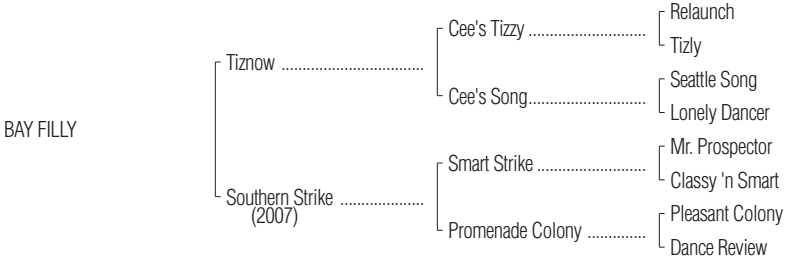 Relaunch
Cee's Tizzy ............................
Tizly
Tiznow ..................................
Seattle Song
Cee's Song............................
Lonely Dancer
BAY FILLY
Mr. Prospector
Smart Strike ..........................
Classy 'n Smart
Southern Strike ....................
(2007)
Pleasant Colony
Promenade Colony ..............
Dance Review